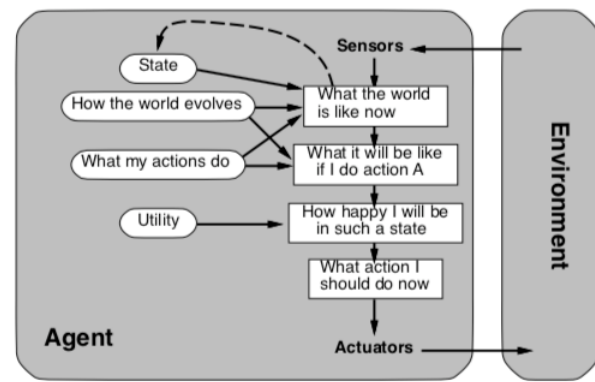 Sensors
State
What the world
is like now
How the world evolves
What it will be like
if I do action A
What my actions do
How happy I will be
in such a state
Utility
What action I
should do now
Agent
Actuators
Environment